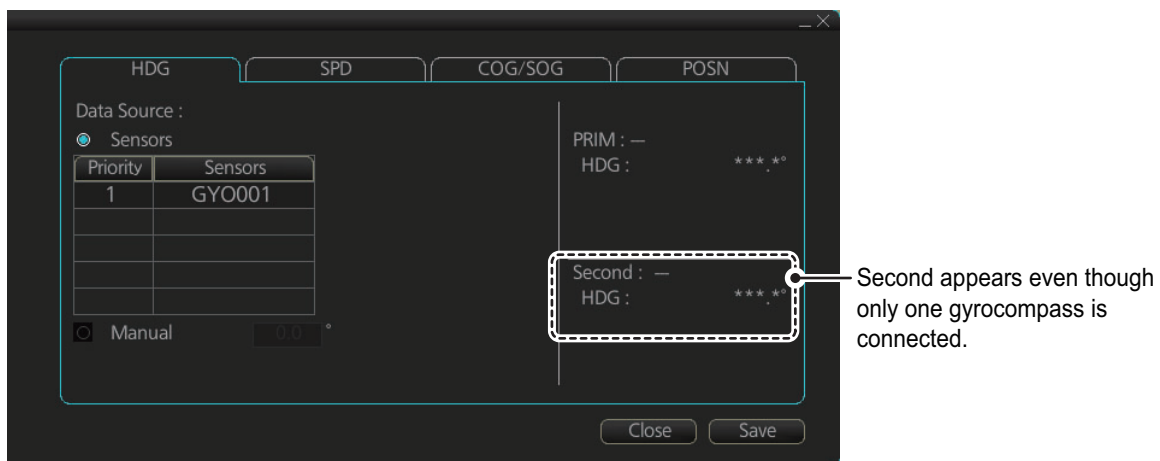 HDG SPD COG/SOG POSN
Data Source :
Sensors
Priority Sensors
1 GYO001
Manual 0.0 °
PRIM : —
HDG : ***.*°
Second : —
HDG : ***.*°
Close Save
Second appears even though
only one gyrocompass is
connected.